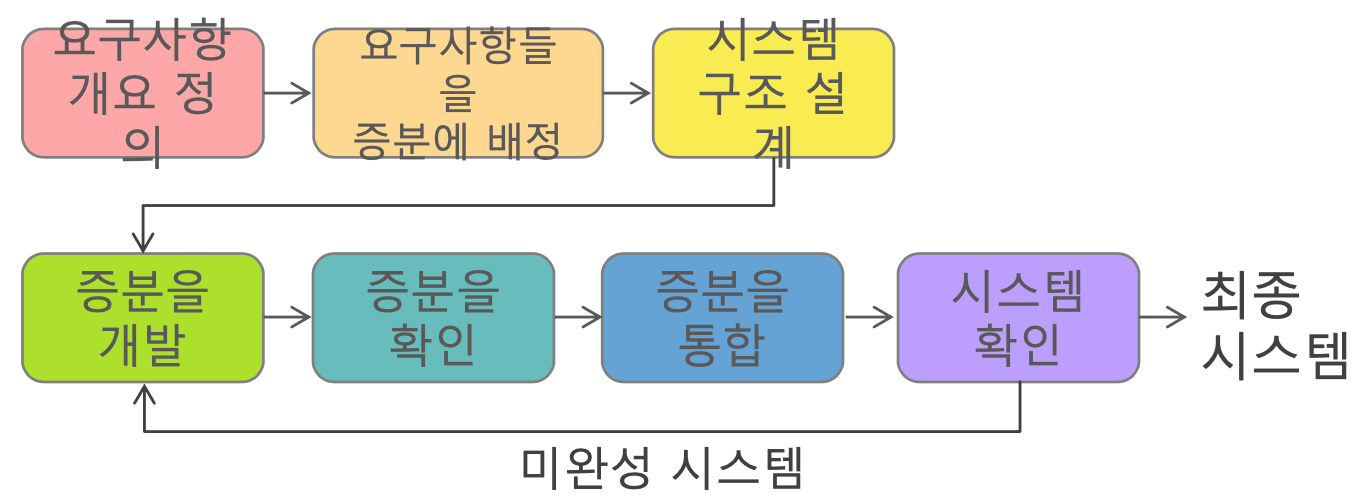 요구사항
개요 정
의
요구사항들
을
증분에 배정
시스템
구조 설
계
증분을
개발
증분을
확인
증분을
통합
시스템
확인
최종
시스템
미완성 시스템